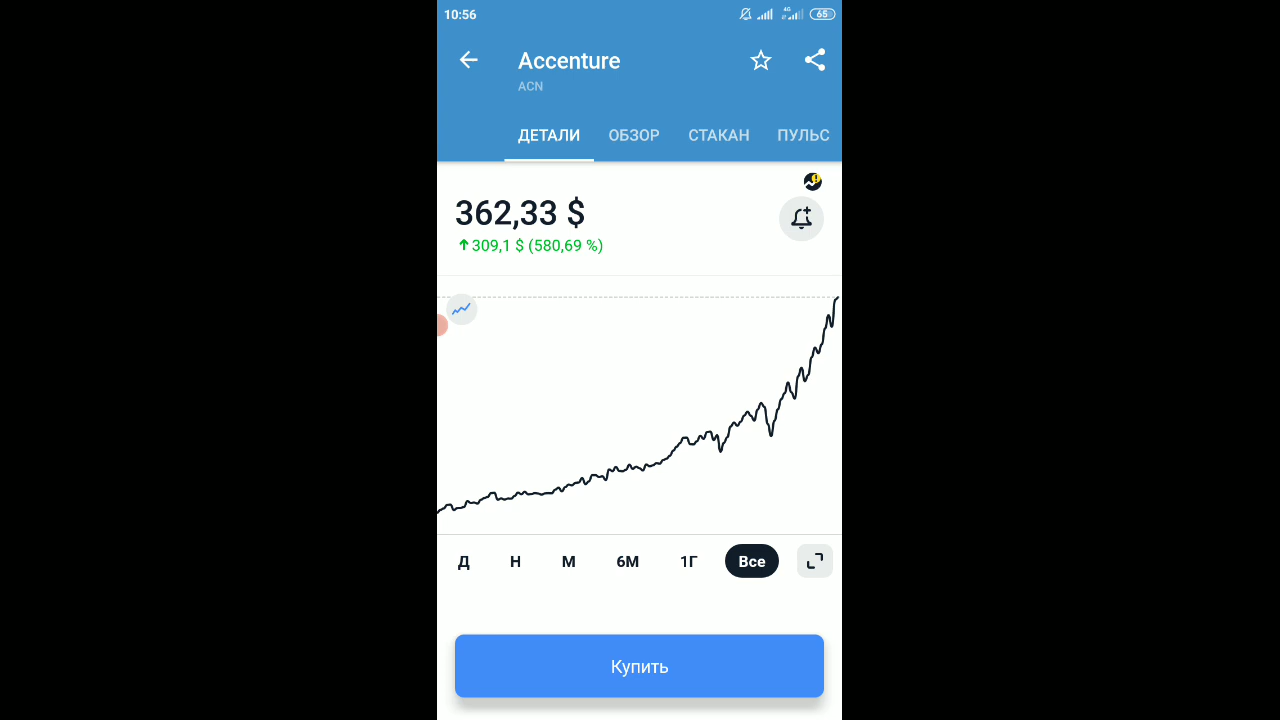 10:56
4G
65
Accenture
ACN
ДЕТАЛИ ОБЗОР СТАКАН ПУЛЬС
362,33 $
309,1 $ (580,69 %)
Д Н М 6М 1Г Все
Купить